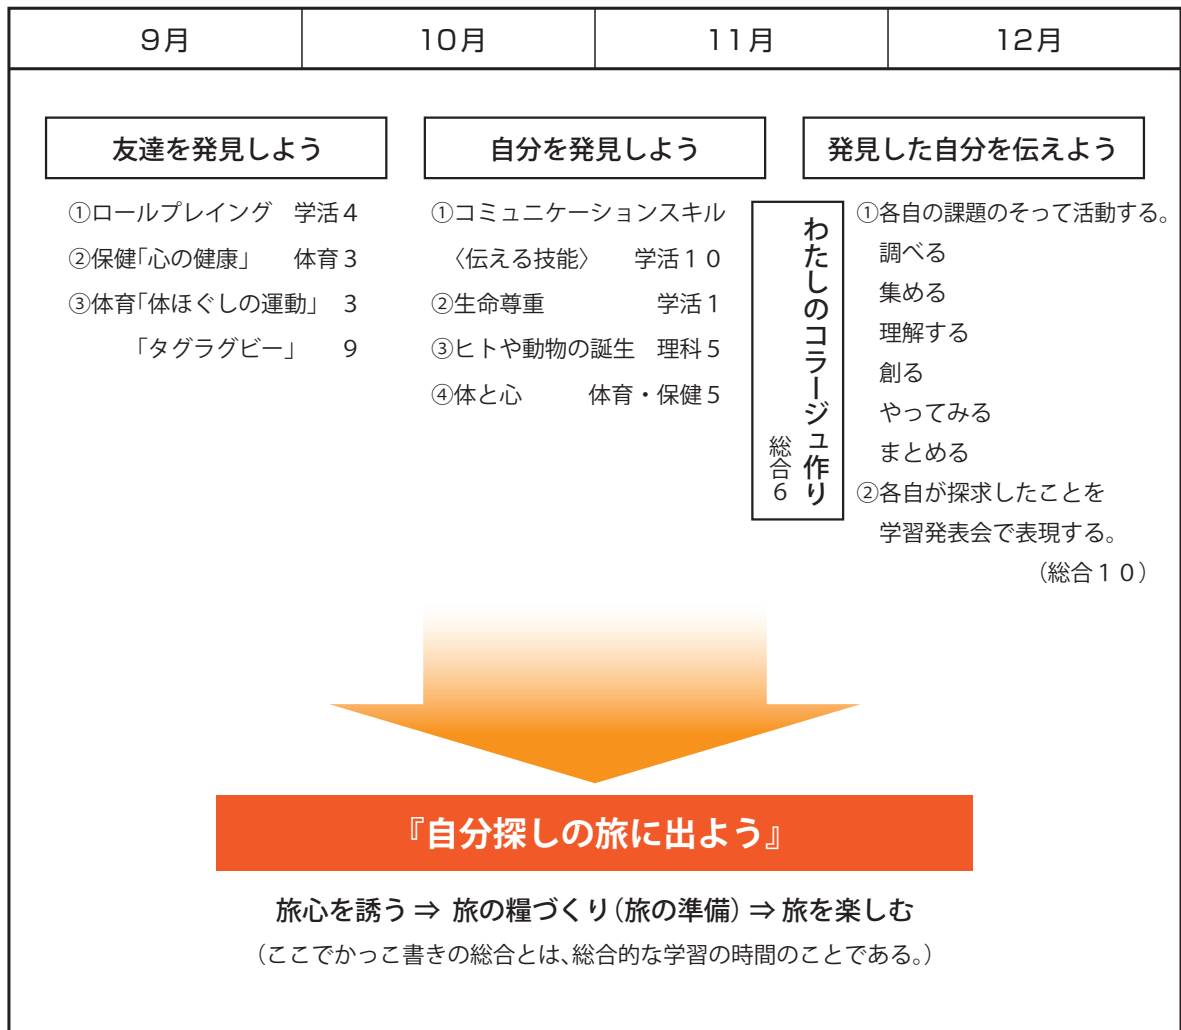 9月
10月
11月
12月
友達を発見しよう
①ロールプレイング　学活４
②保健「心の健康」　体育３
③体育「体ほぐしの運動」　３
「タグラグビー」　９
自分を発見しよう
①コミュニケーションスキル
〈伝える技能〉　学活１０
②生命尊重　学活１
③ヒトや動物の誕生　理科５
④体と心　体育・保健５
わたしのコラージュ作り
総合６
発見した自分を伝えよう
①各自の課題のそって活動する。
調べる
集める
理解する
創る
やってみる
まとめる
②各自が探求したことを
学習発表会で表現する。
（総合１０）
『自分探しの旅に出よう』
旅心を誘う ⇒ 旅の糧づくり（旅の準備）⇒ 旅を楽しむ
（ここでかっこ書きの総合とは、総合的な学習の時間のことである。）